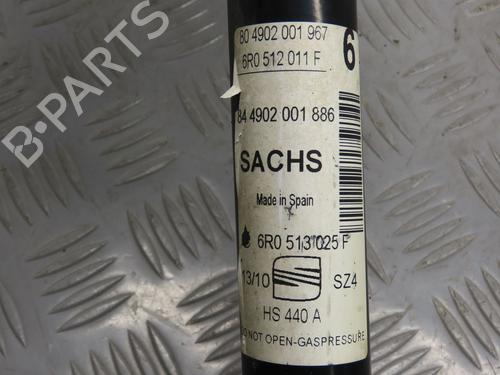 80 4902 001 967
6R0 512 011 F
6
84 4902 001 886
SACHS
Made in Spain
6R0 513 025 F
13/10
SZ4
HS 440 A
DO NOT OPEN-GASPRESSURE
B-PARTS